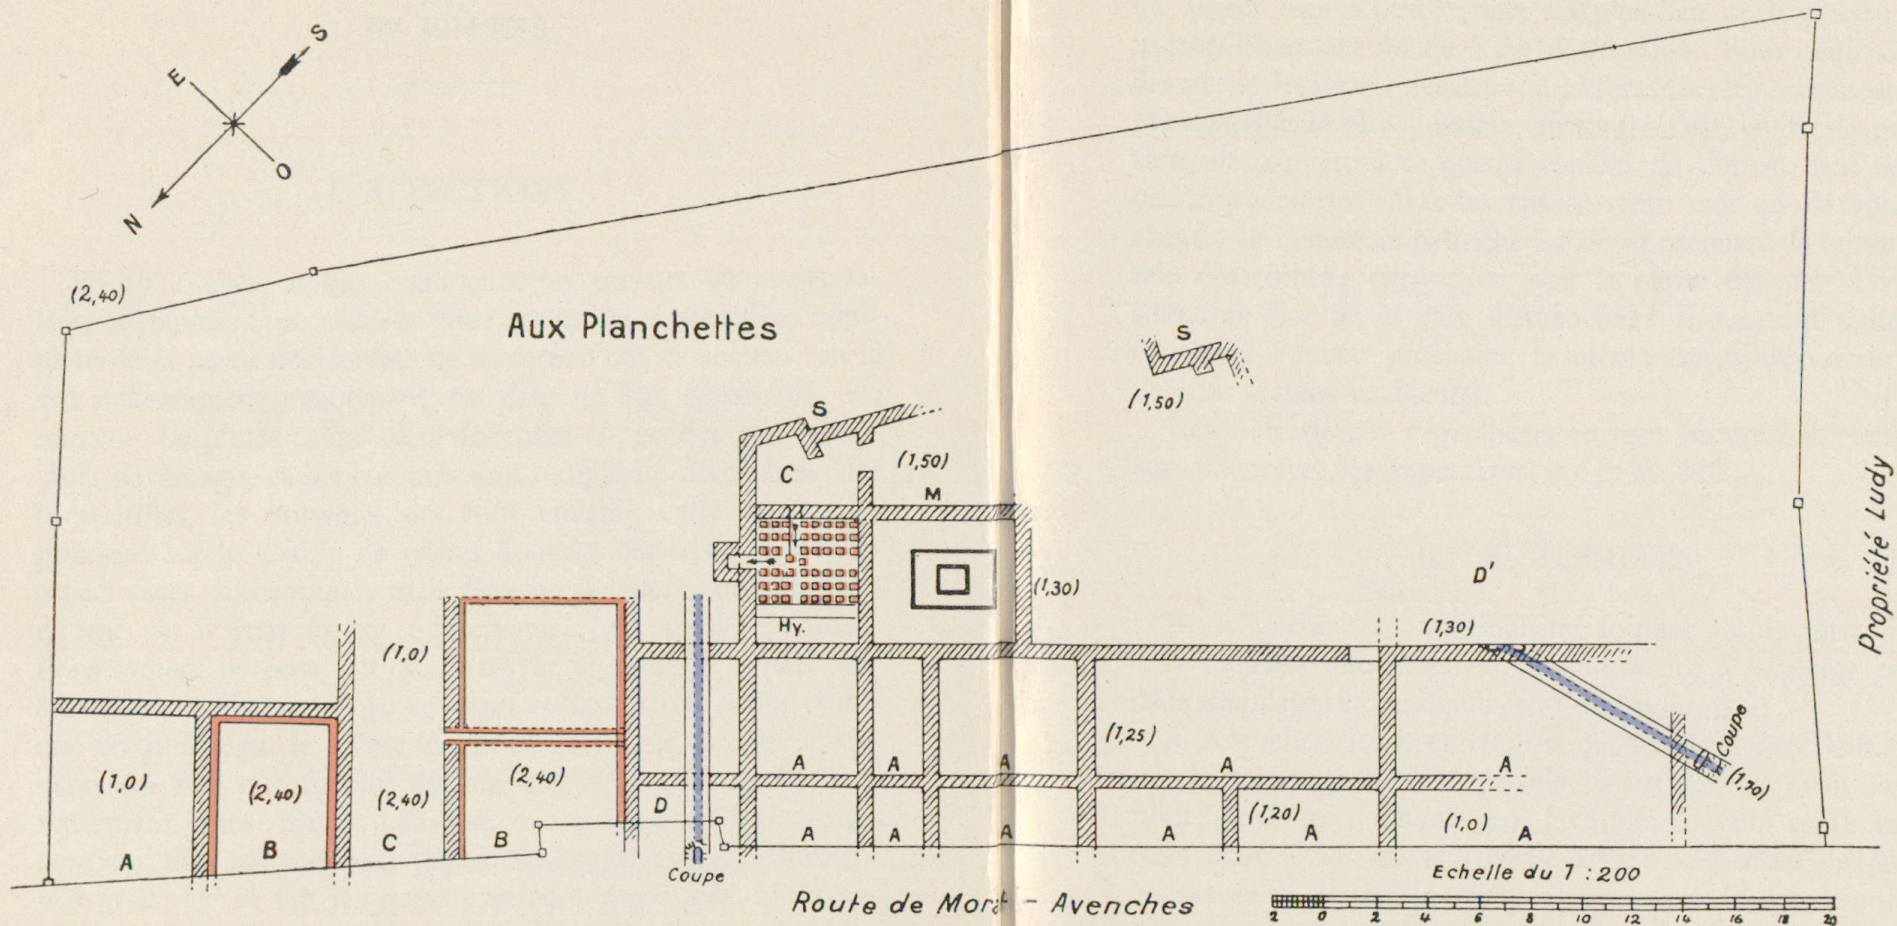 S
E
O
N
(2,40)
Aux Planchettes
S
(1,50)
S
C
(1,50)
M
Propriété Ludy
D'
(1,30)
Hy.
(1,30)
(1,0)
(1,25)
Coupe
(1,70)
A A A A A
(1,0)
(2,40)
(2,40)
(2,40)
D
A B C B
A A A A
(1,20)
A
(1,0)
A
Coupe
Echelle du 1:200
Route de Morat - Avenches
2 0 2 4 6 8 10 12 14 16 18 20